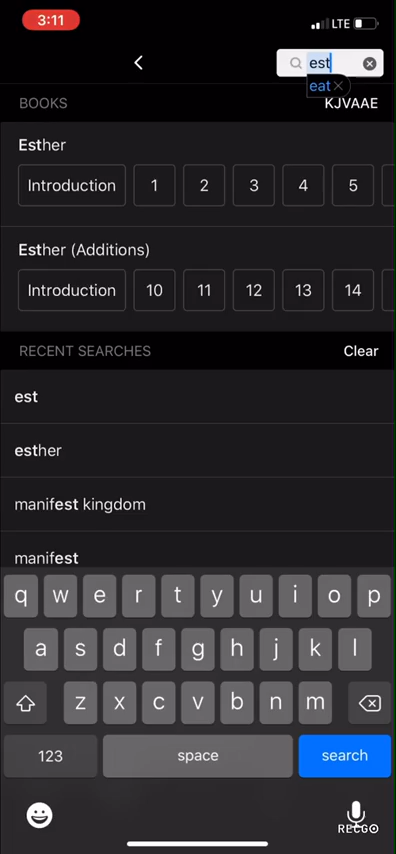 3:11 LTE
est
eat
BOOKS KJVAAE
Esther
Introduction 1 2 3 4 5
Esther (Additions)
Introduction 10 11 12 13 14
RECENT SEARCHES Clear
est
esther
manifest kingdom
manifest
q w e r t y u i o p
a s d f g h j k l
z x c v b n m
123 space search
RECGO